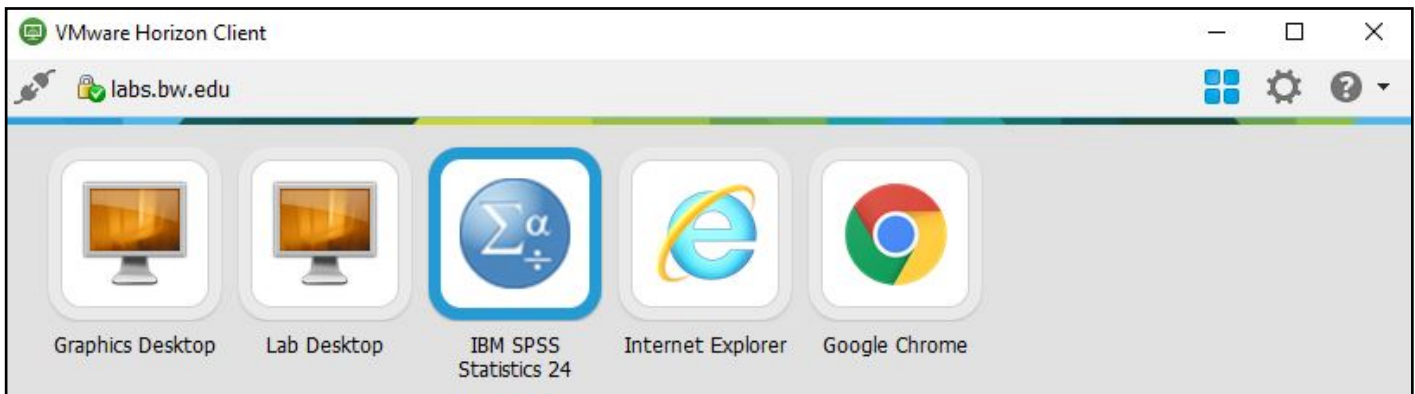 VMware Horizon Client
labs.bw.edu
Graphics Desktop
Lab Desktop
IBM SPSS
Statistics 24
Internet Explorer
Google Chrome